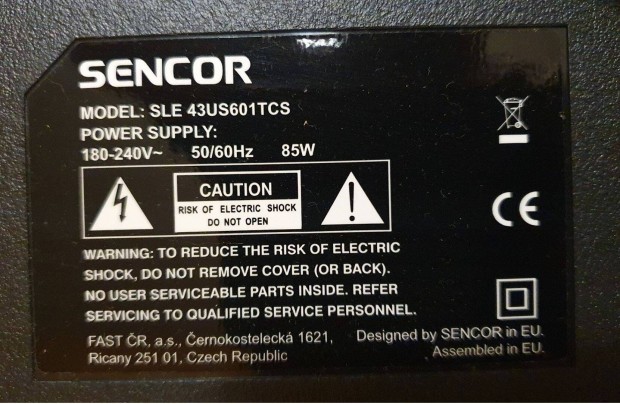 SENCOR
MODEL: SLE 43US601TCS
POWER SUPPLY:
180-240V~ 50/60Hz 85W
CAUTION
RISK OF ELECTRIC SHOCK
DO NOT OPEN
CE
WARNING: TO REDUCE THE RISK OF ELECTRIC
SHOCK, DO NOT REMOVE COVER (OR BACK).
NO USER SERVICEABLE PARTS INSIDE. REFER
SERVICING TO QUALIFIED SERVICE PERSONNEL.
FAST ČR, a.s., Černokostelecká 1621,
Ricany 251 01, Czech Republic
Designed by SENCOR in EU.
Assembled in EU.